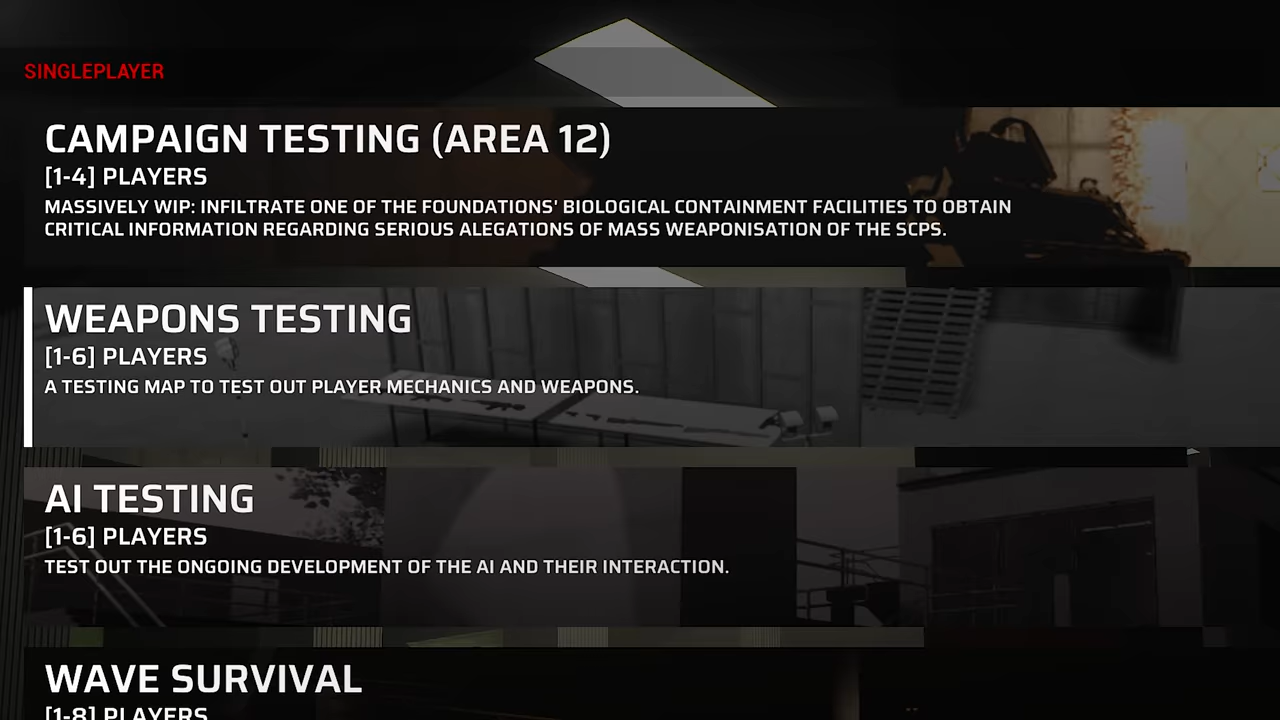 SINGLEPLAYER
CAMPAIGN TESTING (AREA 12)
[1-4] PLAYERS
MASSIVELY WIP: INFILTRATE ONE OF THE FOUNDATIONS' BIOLOGICAL CONTAINMENT FACILITIES TO OBTAIN
CRITICAL INFORMATION REGARDING SERIOUS ALEGATIONS OF MASS WEAPONISATION OF THE SCPS.
WEAPONS TESTING
[1-6] PLAYERS
A TESTING MAP TO TEST OUT PLAYER MECHANICS AND WEAPONS.
AI TESTING
[1-6] PLAYERS
TEST OUT THE ONGOING DEVELOPMENT OF THE AI AND THEIR INTERACTION.
WAVE SURVIVAL
[1-8] PLAYERS